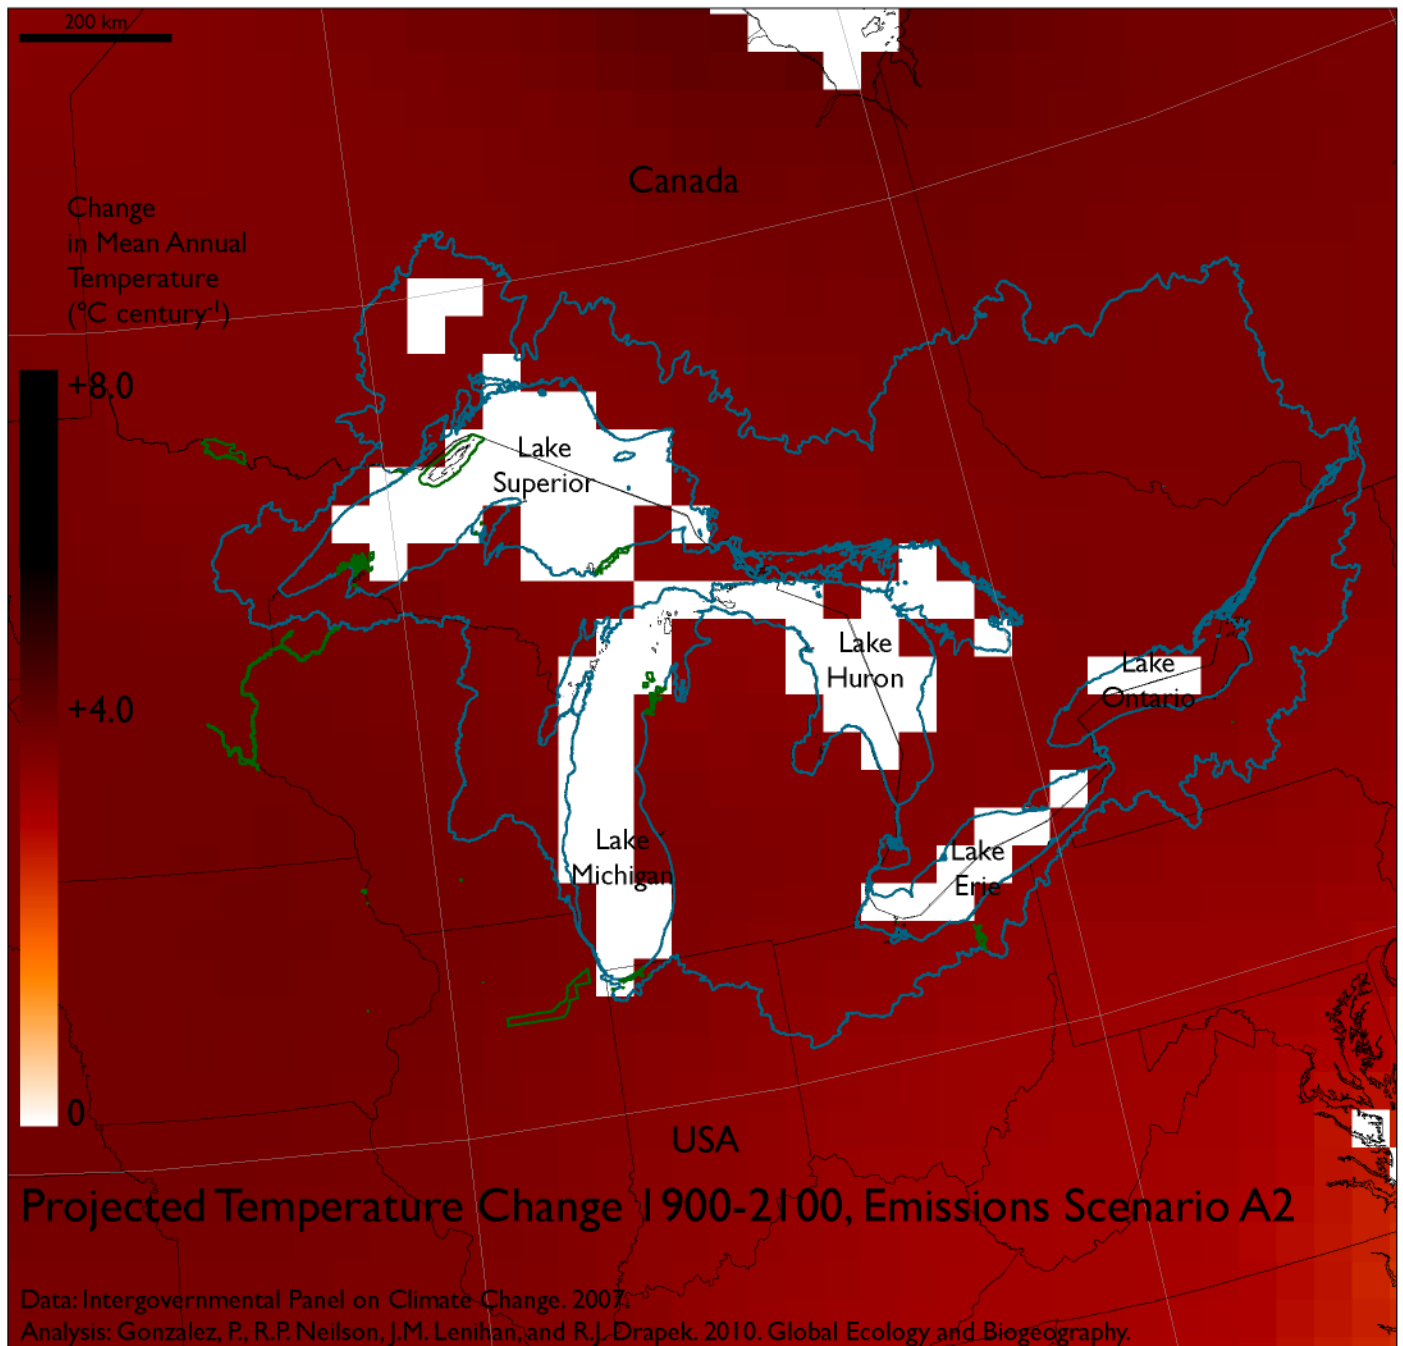 200 km
Canada
Change
in Mean Annual
Temperature
(°C century⁻¹)
+8.0
+4.0
0
Lake
Superior
Lake
Huron
Lake
Ontario
Lake
Michigan
Lake
Erie
USA
Projected Temperature Change 1900-2100, Emissions Scenario A2
Data: Intergovernmental Panel on Climate Change. 2007.
Analysis: Gonzalez, P., R.P. Neilson, J.M. Lenihan, and R.J. Drapek. 2010. Global Ecology and Biogeography.